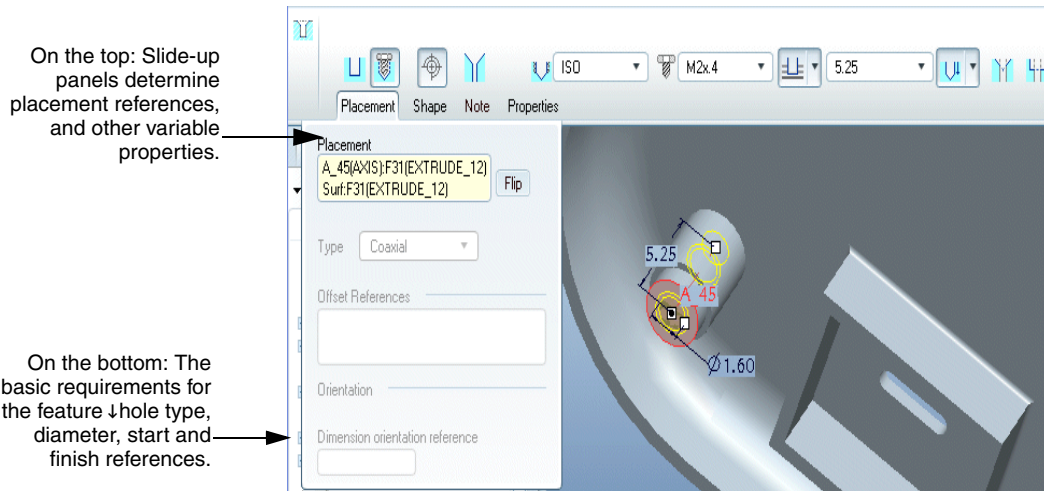 On the top: Slide-up
panels determine
placement references,
and other variable
properties.
On the bottom: The
basic requirements for
the feature ↓hole type,
diameter, start and
finish references.
ISO
M2x.4
5.25
Placement
Shape
Note
Properties
Placement
A_45(AXIS):F31(EXTRUDE_12)
Surf:F31(EXTRUDE_12)
Flip
Type
Coaxial
Offset References
Orientation
Dimension orientation reference
5.25
A_45
Ø1.60